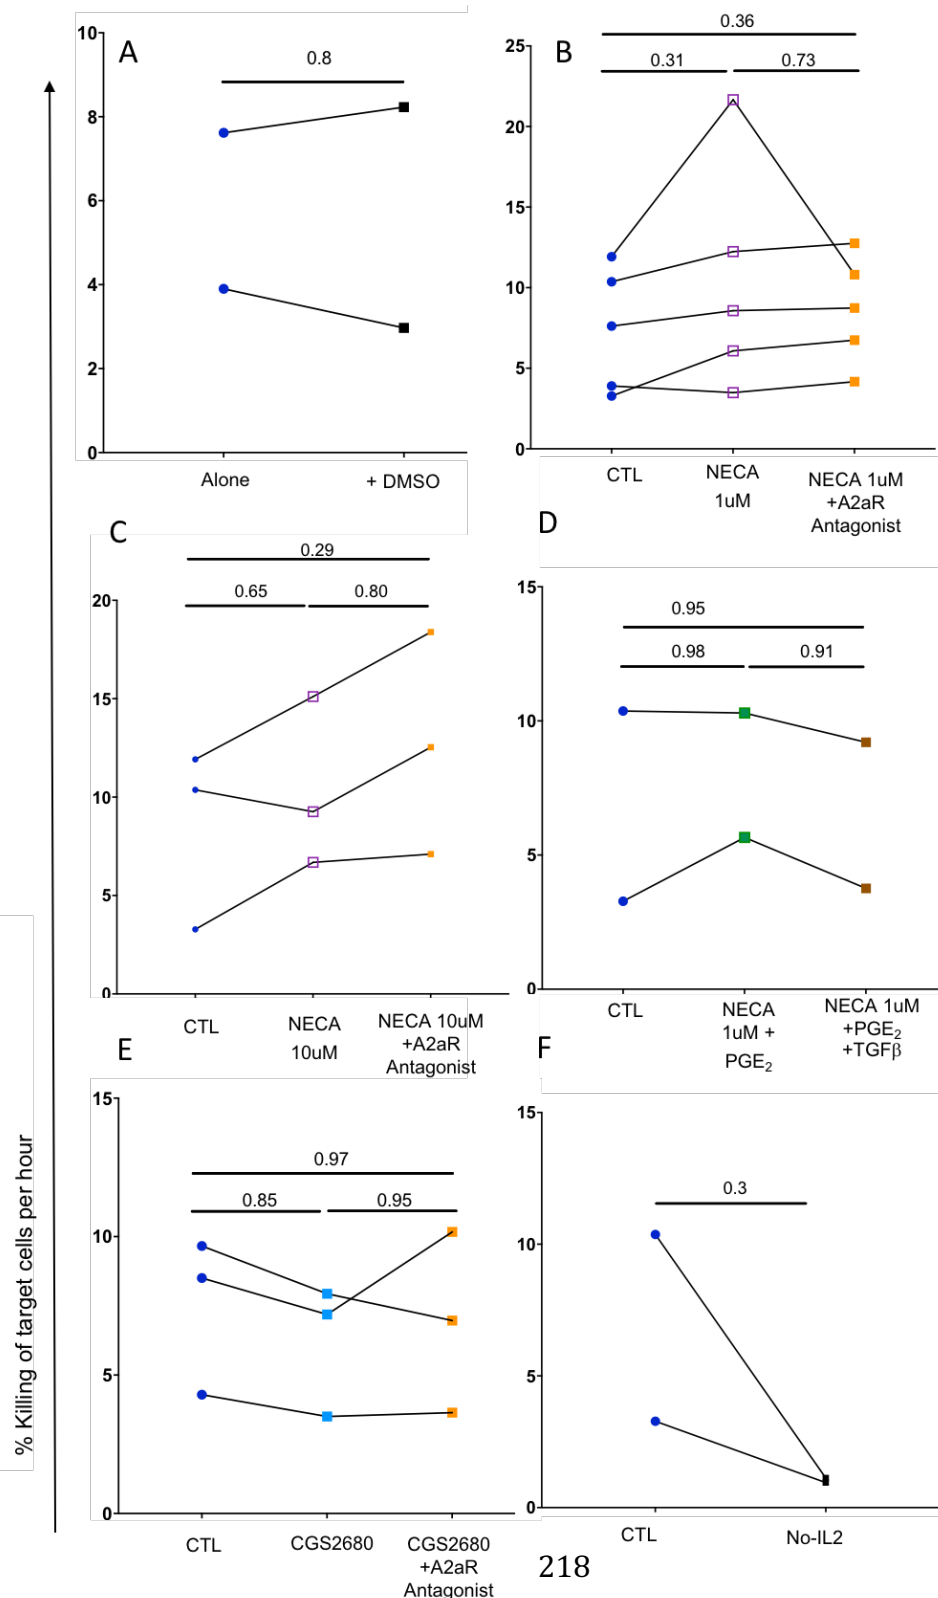 A
0.8
10
8
6
4
2
0
Alone
+ DMSO
B
0.36
0.31
0.73
25
20
15
10
5
0
CTL
NECA
1uM
NECA 1uM
+A2aR
Antagonist
C
0.29
0.65
0.80
20
15
10
5
0
CTL
NECA
10uM
NECA 10uM
+A2aR
Antagonist
D
0.95
0.98
0.91
15
10
5
0
CTL
NECA
1uM +
PGE2
NECA 1uM
+PGE2
+TGFβ
E
0.97
0.85
0.95
15
10
5
0
CTL
CGS2680
CGS2680
+A2aR
Antagonist
F
0.3
15
10
5
0
CTL
No-IL2
% Killing of target cells per hour
218